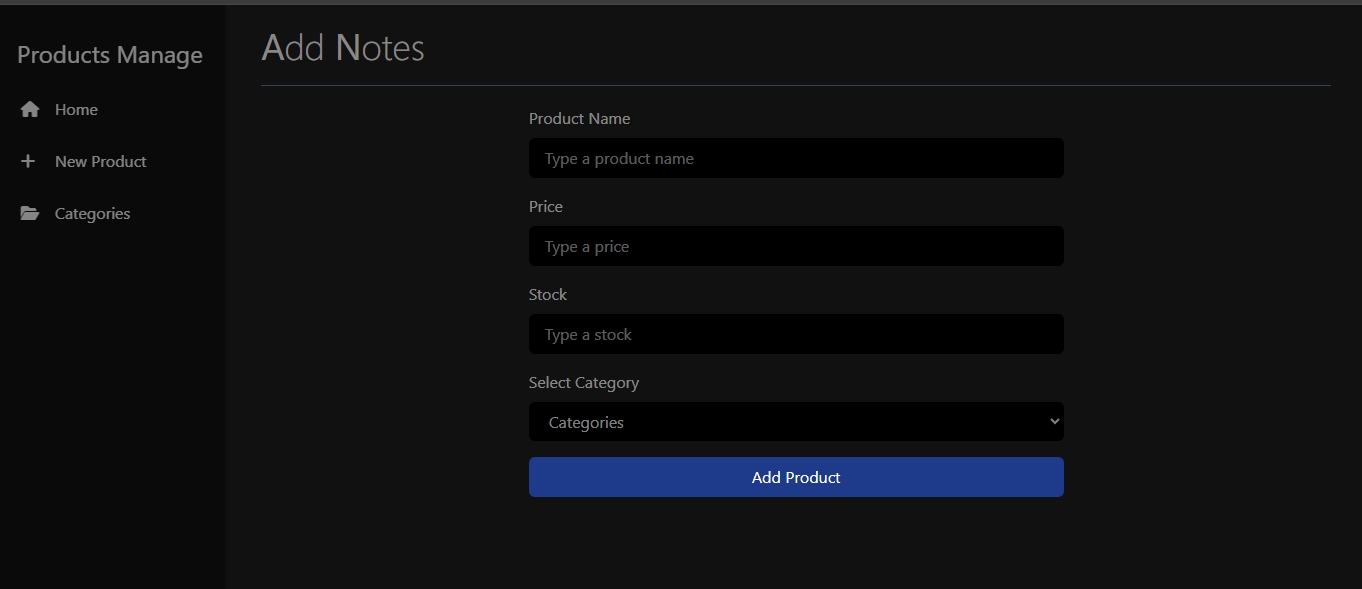 Products Manage
Home
New Product
Categories
Add Notes
Product Name
Type a product name
Price
Type a price
Stock
Type a stock
Select Category
Categories
Add Product